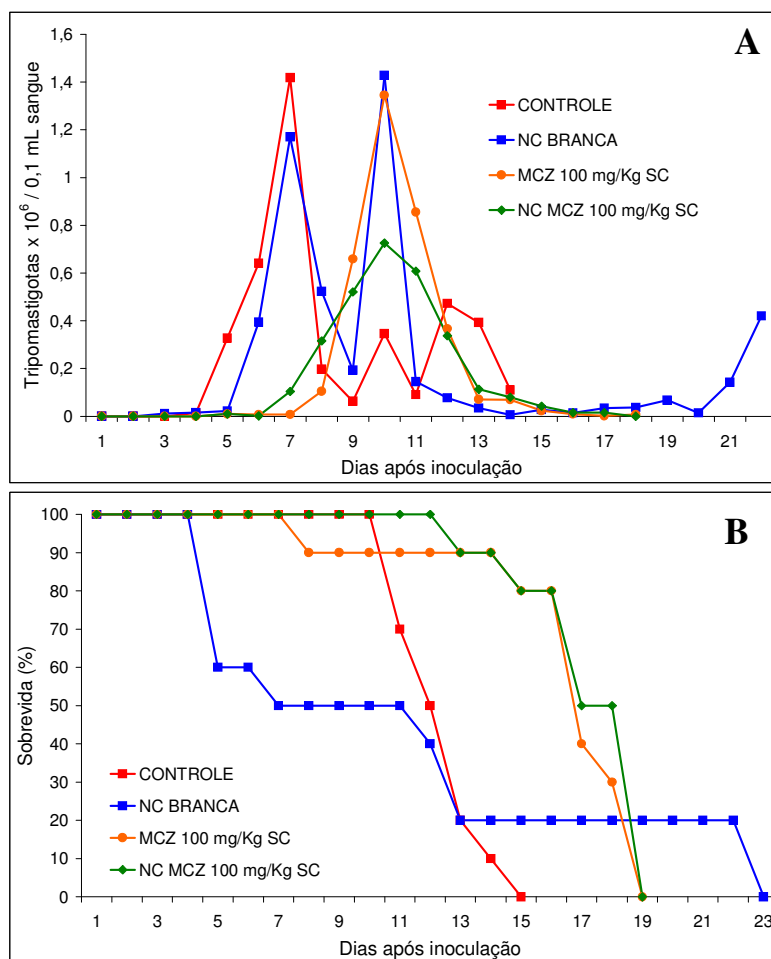 A
1,6
1,4
1,2
1
0,8
0,6
0,4
0,2
0
Tripomastigotas x 10⁶ / 0,1 mL sangue
CONTROLE
NC BRANCA
MCZ 100 mg/Kg SC
NC MCZ 100 mg/Kg SC
1 3 5 7 9 11 13 15 17 19 21
Dias após inoculação
B
100
90
80
70
60
50
40
30
20
10
0
Sobrevida (%)
CONTROLE
NC BRANCA
MCZ 100 mg/Kg SC
NC MCZ 100 mg/Kg SC
1 3 5 7 9 11 13 15 17 19 21 23
Dias após inoculação